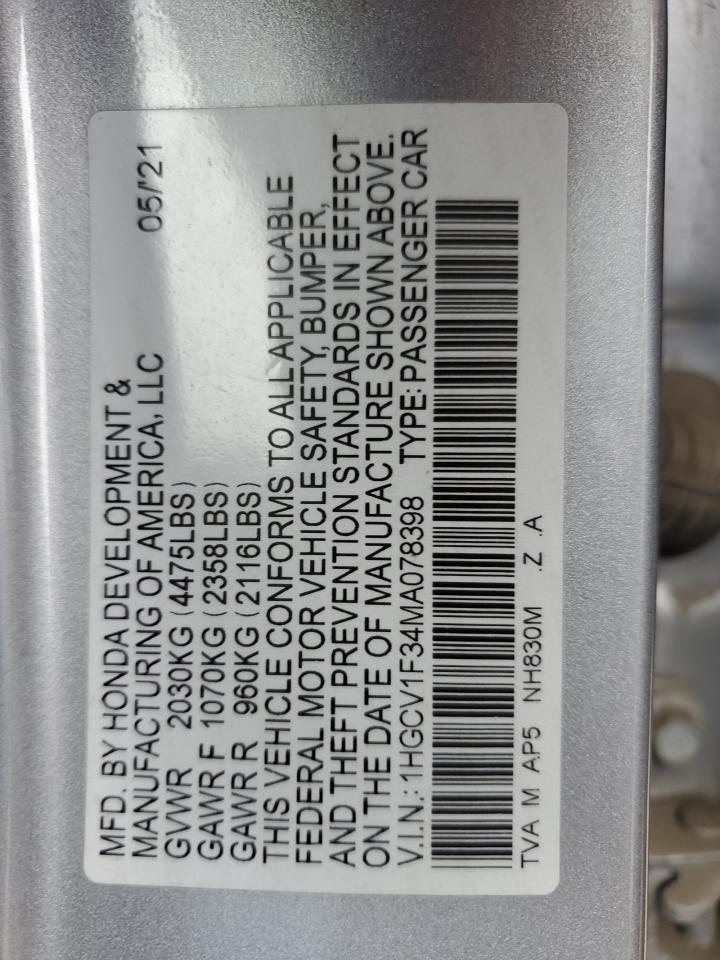 MFD. BY HONDA DEVELOPMENT &
MANUFACTURING OF AMERICA, LLC 05/'21
GVWR 2030KG (4475LBS)
GAWR F 1070KG (2358LBS)
GAWR R 960KG (2116LBS)
THIS VEHICLE CONFORMS TO ALL APPLICABLE
FEDERAL MOTOR VEHICLE SAFETY, BUMPER,
AND THEFT PREVENTION STANDARDS IN EFFECT
ON THE DATE OF MANUFACTURE SHOWN ABOVE.
V.I.N.: 1HGCV1F34MA078398 TYPE: PASSENGER CAR
TVA M AP5 NH830M .Z .A